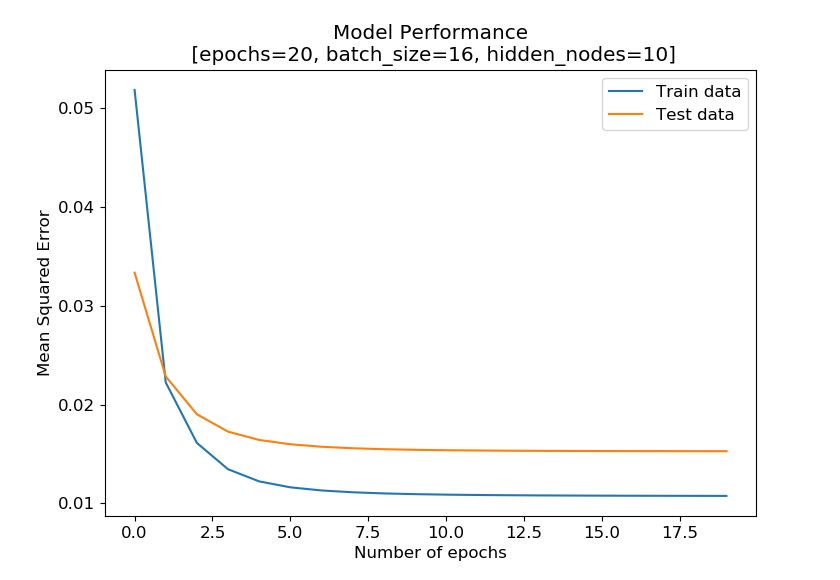 Model Performance
[epochs=20, batch_size=16, hidden_nodes=10]
Train data
Test data
0.05
0.04
0.03
0.02
0.01
Mean Squared Error
0.0 2.5 5.0 7.5 10.0 12.5 15.0 17.5
Number of epochs